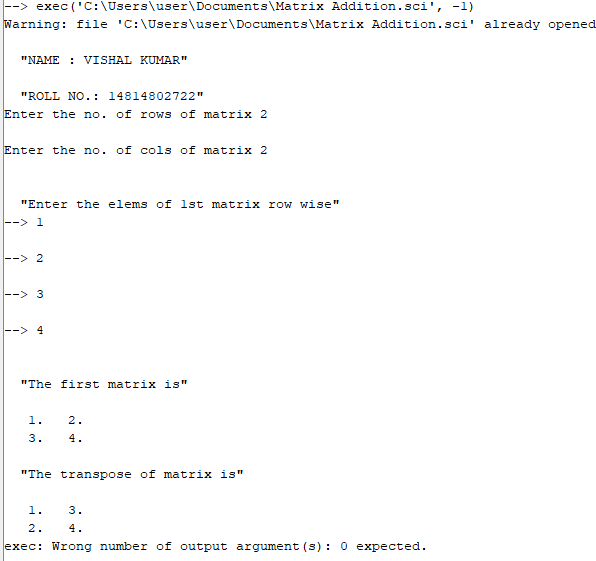 --> exec('C:\Users\user\Documents\Matrix Addition.sci', -1)
Warning: file 'C:\Users\user\Documents\Matrix Addition.sci' already opened
"NAME : VISHAL KUMAR"
"ROLL NO.: 14814802722"
Enter the no. of rows of matrix 2
Enter the no. of cols of matrix 2
"Enter the elems of 1st matrix row wise"
--> 1
--> 2
--> 3
--> 4
"The first matrix is"
1. 2.
3. 4.
"The transpose of matrix is"
1. 3.
2. 4.
exec: Wrong number of output argument(s): 0 expected.